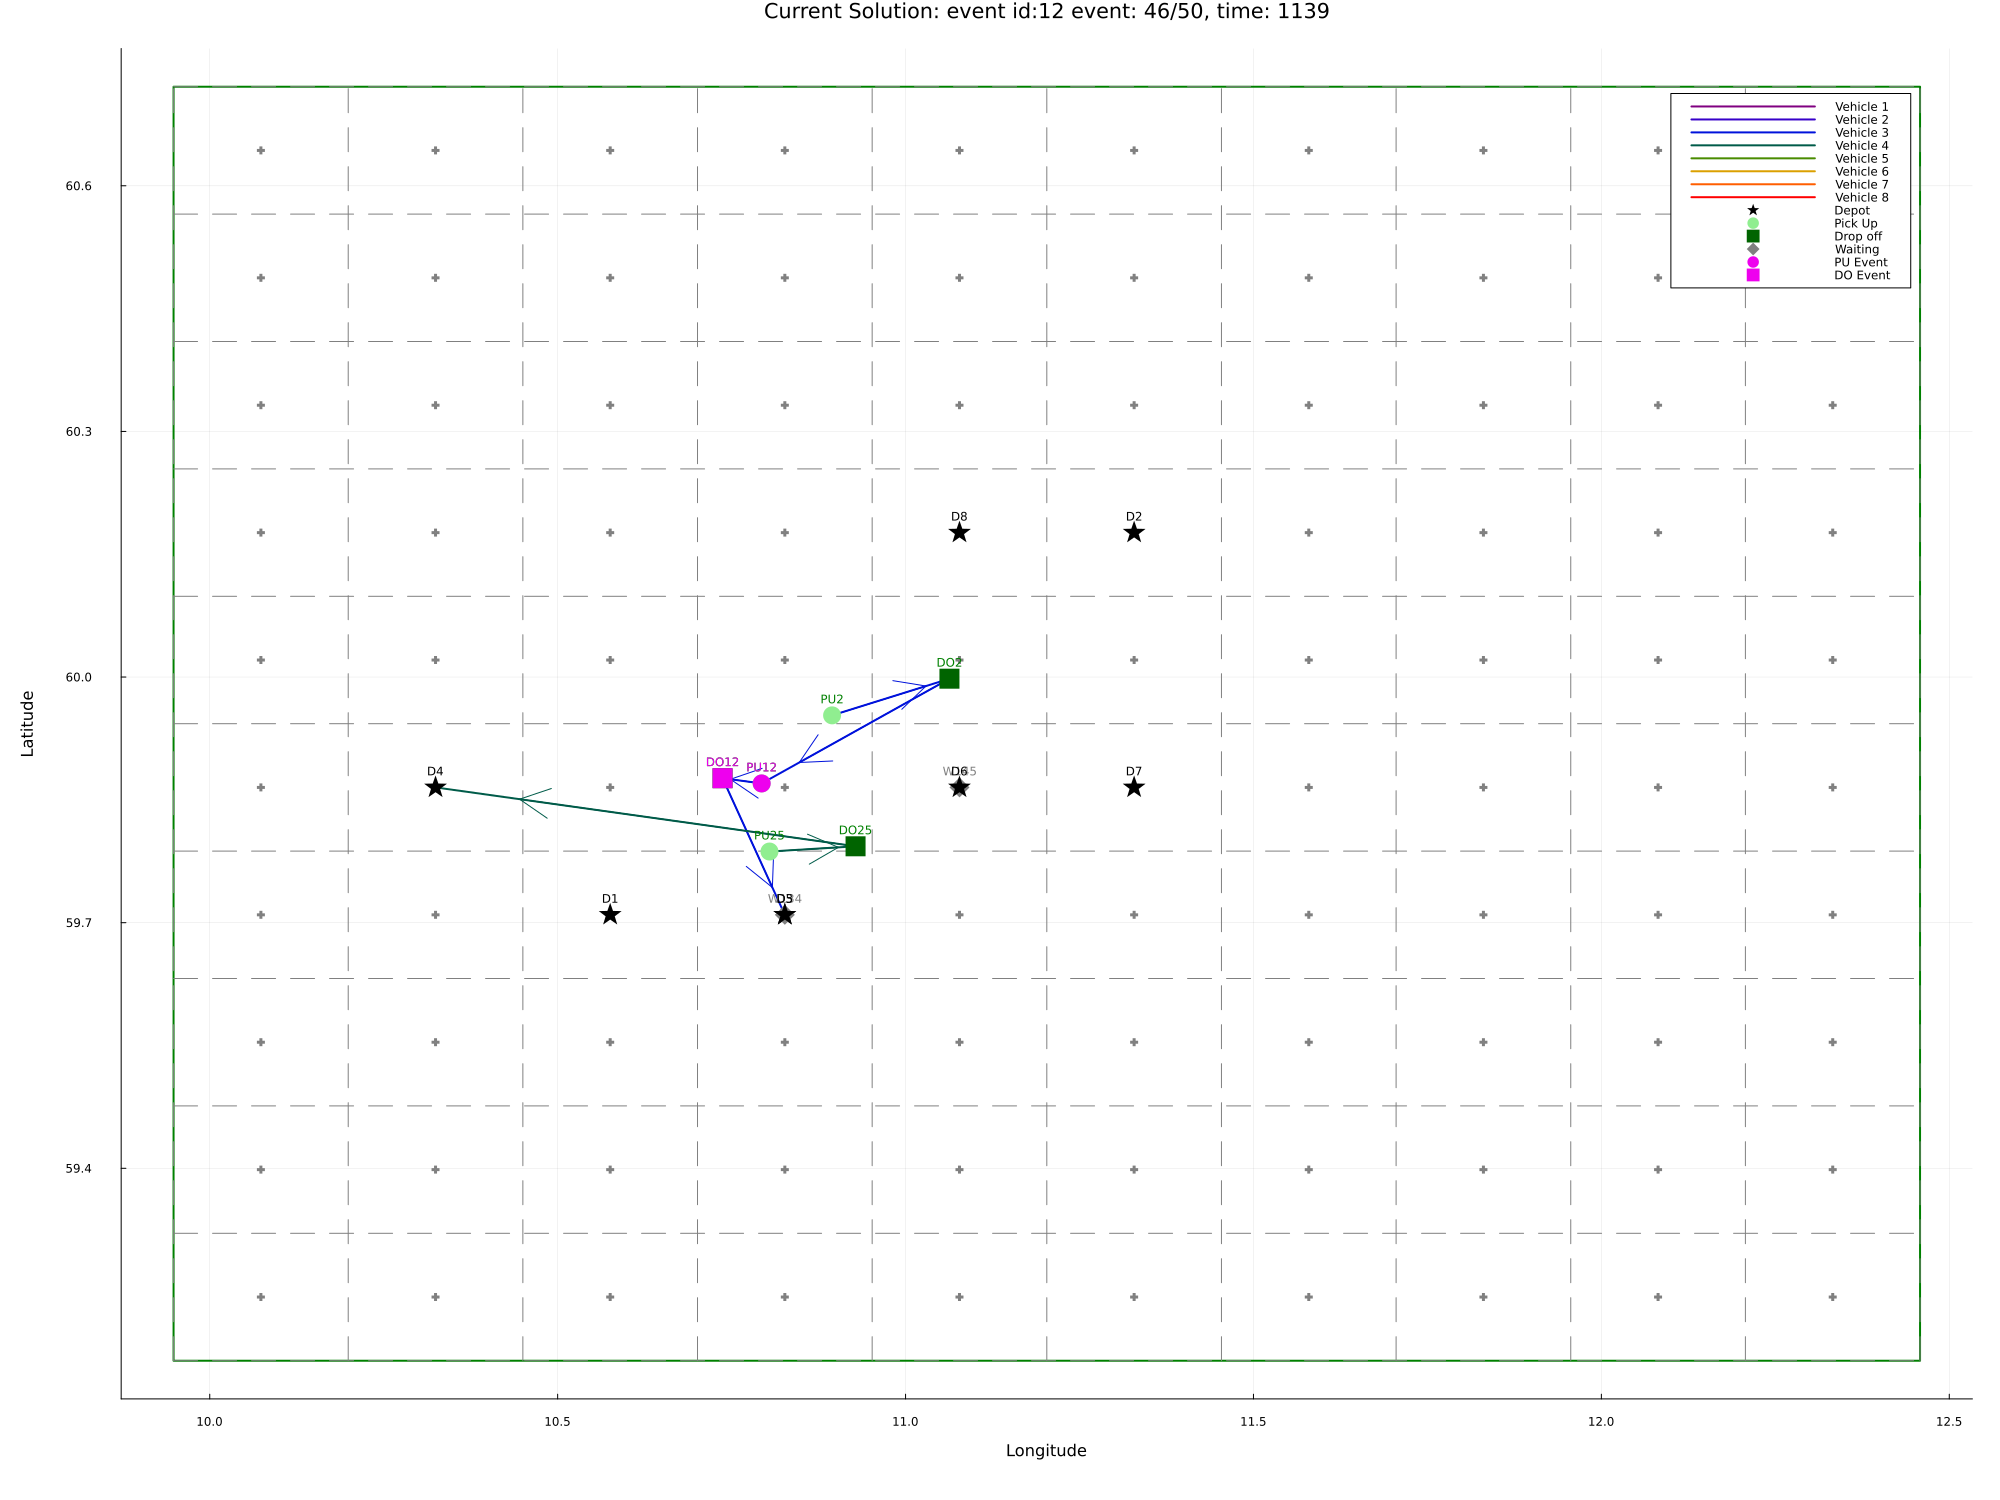 Current Solution: event id:12 event: 46/50, time: 1139
Vehicle 1
Vehicle 2
Vehicle 3
Vehicle 4
Vehicle 5
Vehicle 6
Vehicle 7
Vehicle 8
Depot
Pick Up
Drop off
Waiting
PU Event
DO Event
60.6
60.3
60.0
59.7
59.4
Latitude
D8
D2
DO2
PU2
DO12
PU12
D4
D6
D7
PU25
DO25
D1
10.0
10.5
11.0
11.5
12.0
12.5
Longitude